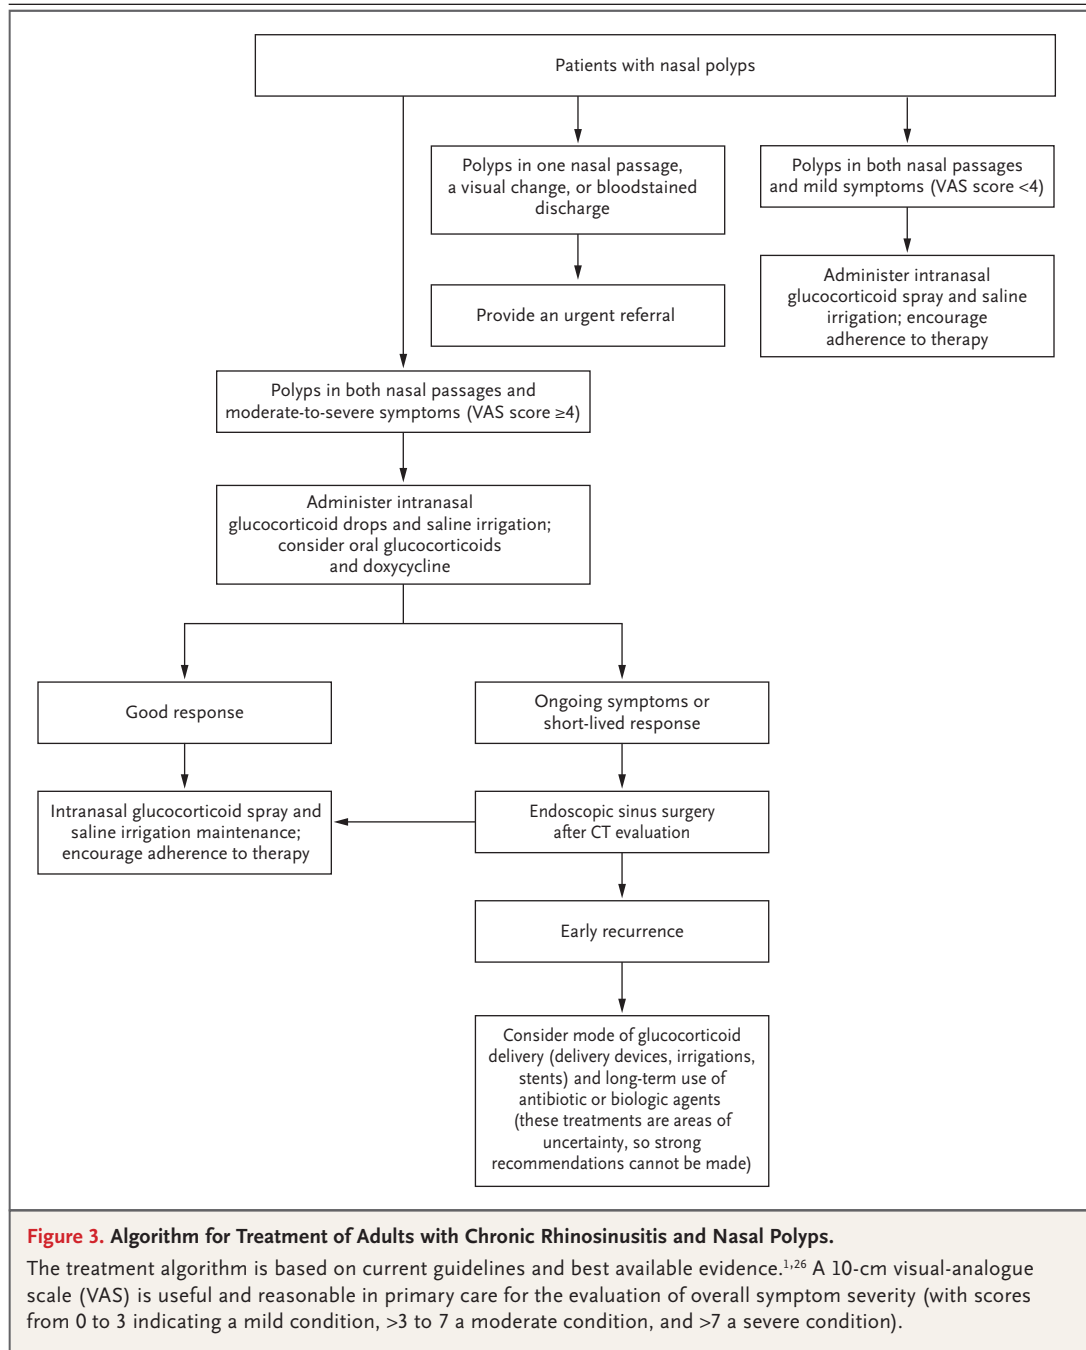 Patients with nasal polyps
Polyps in one nasal passage,
a visual change, or bloodstained
discharge
Polyps in both nasal passages
and mild symptoms (VAS score <4)
Provide an urgent referral
Administer intranasal
glucocorticoid spray and saline
irrigation; encourage
adherence to therapy
Polyps in both nasal passages and
moderate-to-severe symptoms (VAS score ≥4)
Administer intranasal
glucocorticoid drops and saline irrigation;
consider oral glucocorticoids
and doxycycline
Good response
Ongoing symptoms or
short-lived response
Intranasal glucocorticoid spray and
saline irrigation maintenance;
encourage adherence to therapy
Endoscopic sinus surgery
after CT evaluation
Early recurrence
Consider mode of glucocorticoid
delivery (delivery devices, irrigations,
stents) and long-term use of
antibiotic or biologic agents
(these treatments are areas of
uncertainty, so strong
recommendations cannot be made)
Figure 3. Algorithm for Treatment of Adults with Chronic Rhinosinusitis and Nasal Polyps.
The treatment algorithm is based on current guidelines and best available evidence.1,26 A 10-cm visual-analogue
scale (VAS) is useful and reasonable in primary care for the evaluation of overall symptom severity (with scores
from 0 to 3 indicating a mild condition, >3 to 7 a moderate condition, and >7 a severe condition).